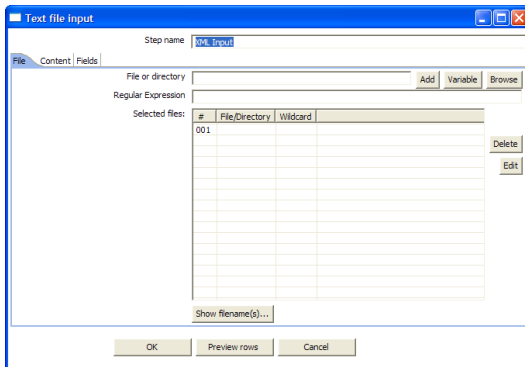 Text file input
Step name XML Input
File Content Fields
File or directory Add Variable Browse
Regular Expression
Selected files: # File/Directory Wildcard
001
Delete
Edit
Show filename(s)...
OK Preview rows Cancel